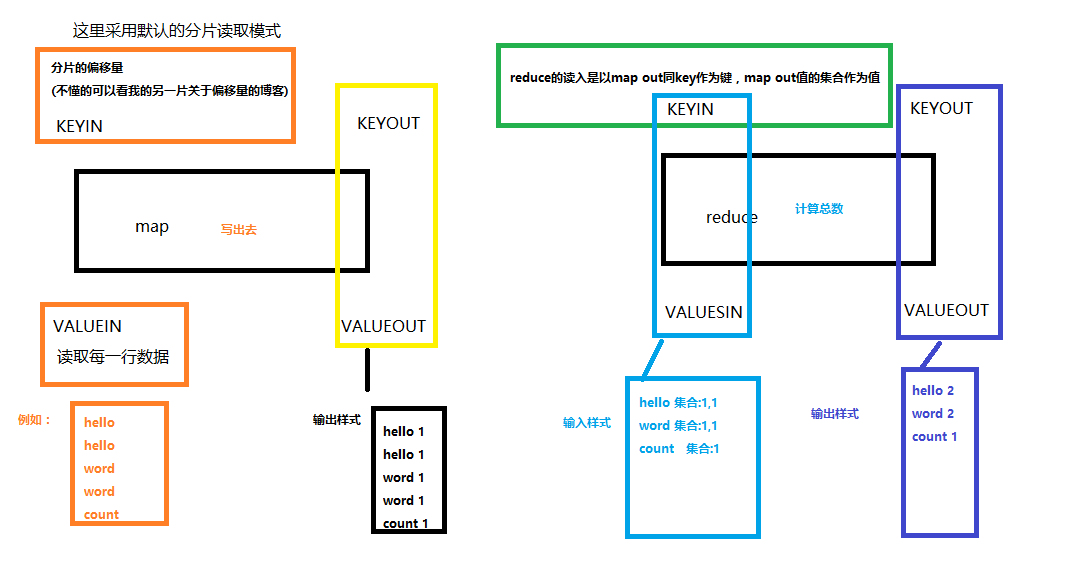 这里采用默认的分片读取模式
分片的偏移量
(不懂的可以看我的另一片关于偏移量的博客)
KEYIN
KEYOUT
map
写出去
VALUEIN
读取每一行数据
VALUEOUT
例如：
hello
hello
word
word
count
输出样式
hello 1
hello 1
word 1
word 1
count 1
reduce的读入是以map out同key作为键，map out值的集合作为值
KEYIN
KEYOUT
reduce
计算总数
VALUESIN
VALUEOUT
输入样式
hello 集合:1,1
word 集合:1,1
count 集合:1
输出样式
hello 2
word 2
count 1